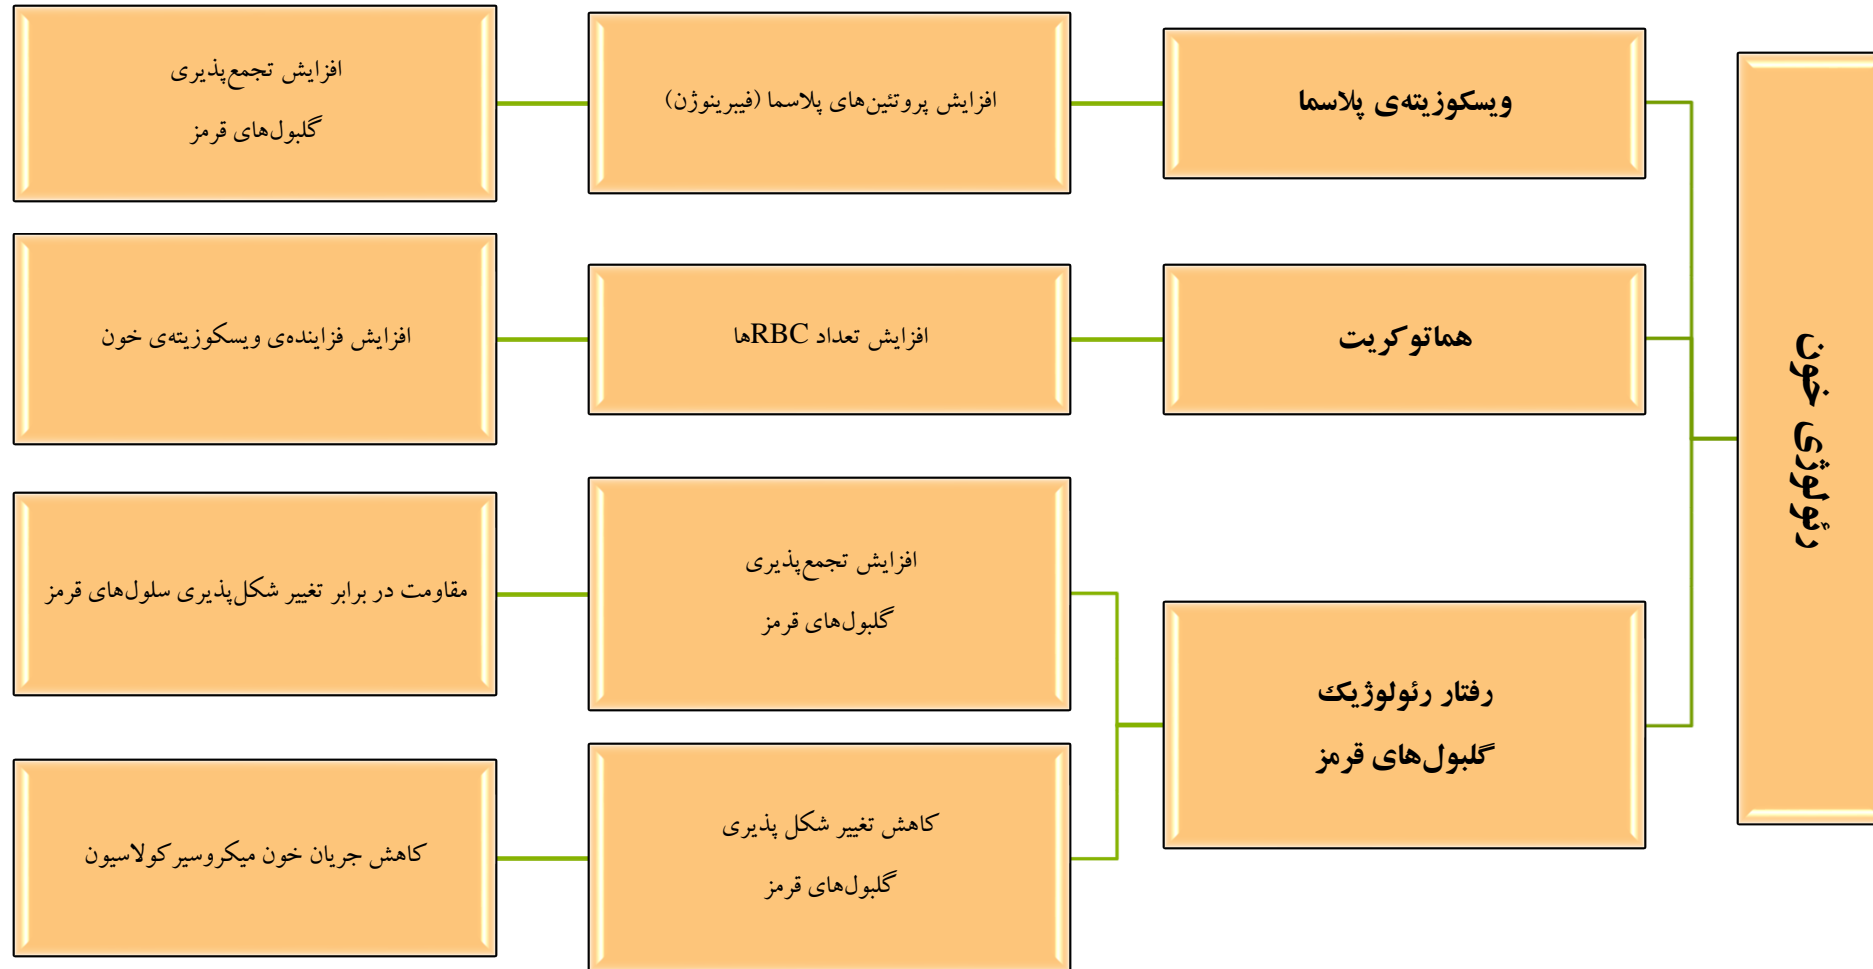 رئولوژی خون
ویسکوزیته‌ی پلاسما
افزایش پروتئین‌های پلاسما (فیبرینوژن)
افزایش تجمع‌پذیری
گلبول‌های قرمز
هماتوکریت
افزایش تعداد RBCها
افزایش فزاینده‌ی ویسکوزیته‌ی خون
رفتار رئولوژیک
گلبول‌های قرمز
افزایش تجمع‌پذیری
گلبول‌های قرمز
مقاومت در برابر تغییر شکل‌پذیری سلول‌های قرمز
کاهش تغییر شکل پذیری
گلبول‌های قرمز
کاهش جریان خون میکروسیرکولاسیون